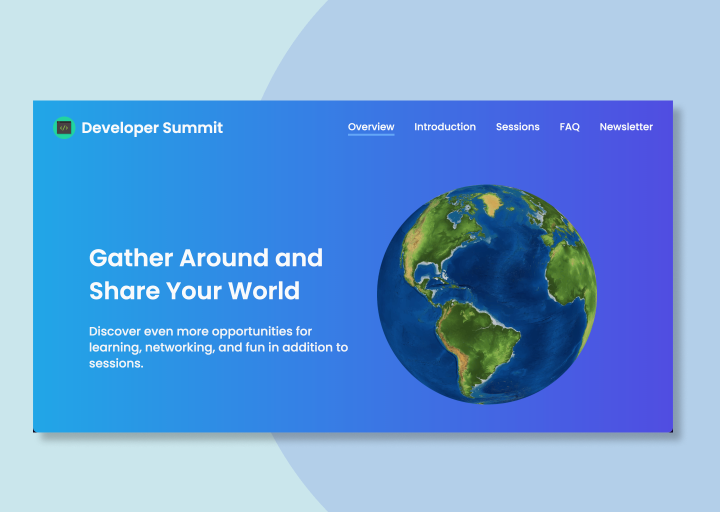 Developer Summit
Overview Introduction Sessions FAQ Newsletter
Gather Around and
Share Your World
Discover even more opportunities for
learning, networking, and fun in addition to
sessions.